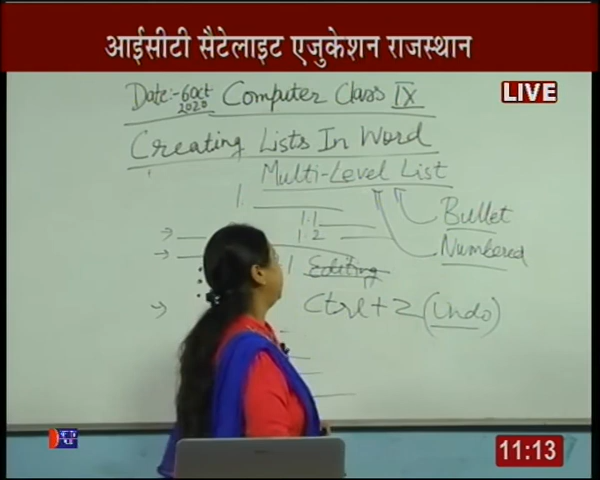 आईसीटी सैटेलाइट एजुकेशन राजस्थान
LIVE
Date:- 6 Oct 2020 Computer Class IX
Creating Lists In Word
Multi-Level List
1.
1.1
1.2
Bullet
Numbered
1 Editing
Ctrl+Z (Undo)
11:13